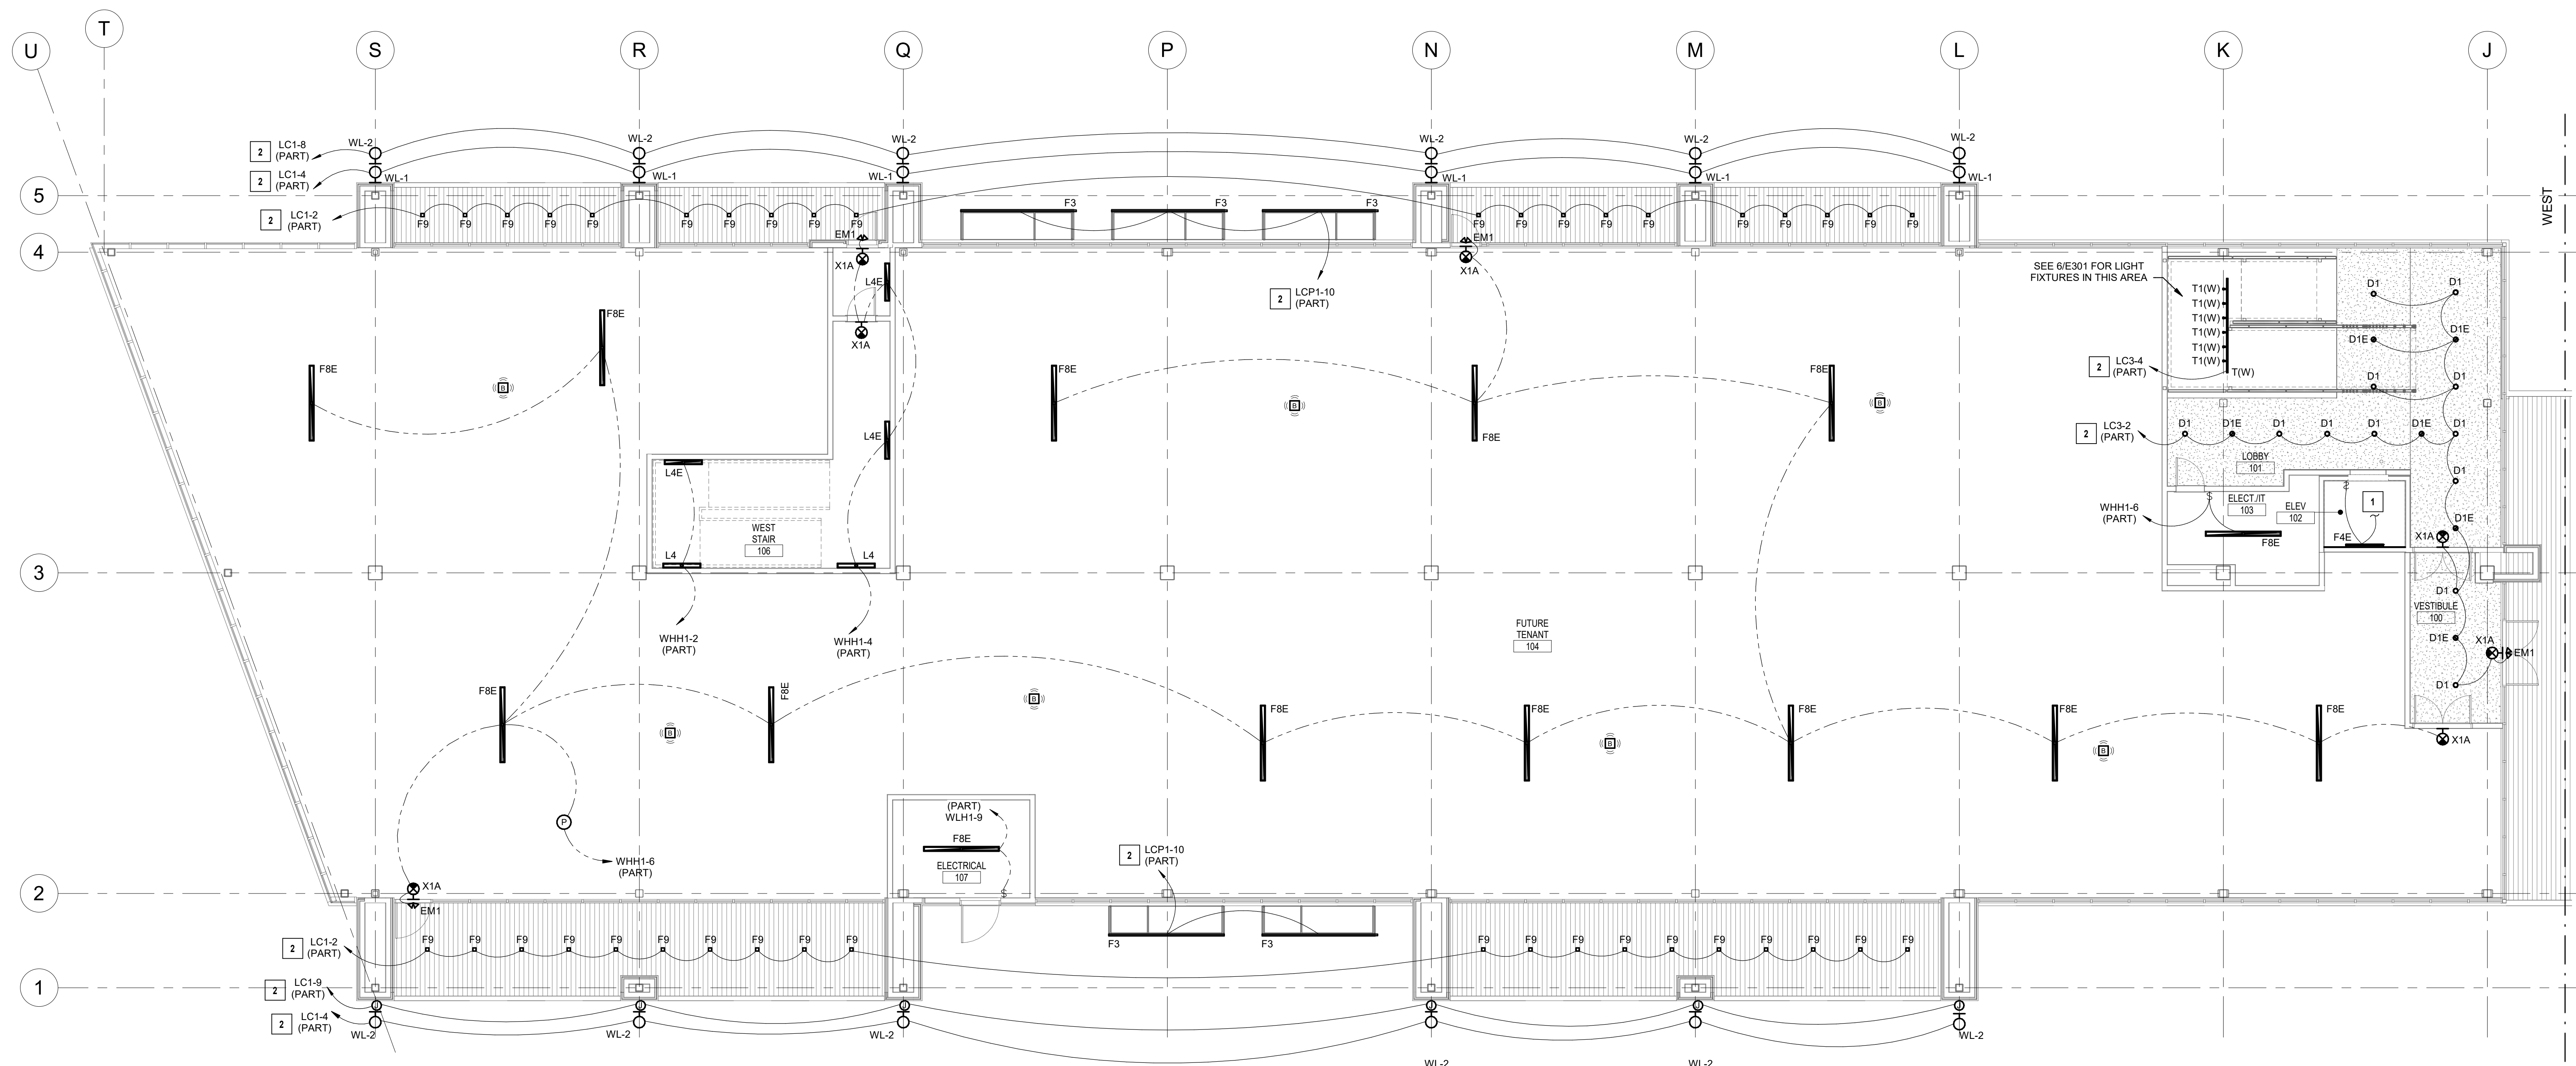 U T S R Q P N M L K J
WL-2 WL-2 WL-2 WL-2 WL-2 WL-2
2 LC1-8
(PART)
2 LC1-4
(PART)
WL-1 WL-1 WL-1 WL-1 WL-1 WL-1
5
WEST
2 LC1-2
(PART)
F9 F9 F9 F9 F9 F9 F9 F9 F9 F9
F3 F3 F3
F9 F9 F9 F9 F9 F9 F9 F9 F9 F9
4
EM1 EM1
X1A X1A
L4E
2 LCP1-10
(PART)
SEE 6/E301 FOR LIGHT
FIXTURES IN THIS AREA
T1(W)
T1(W)
T1(W)
T1(W)
T1(W)
T1(W)
T(W)
D1 D1
D1E D1E
D1 D1
F8E
X1A
F8E B F8E B F8E F8E B
2 LC3-4
(PART)
L4E
L4E
2 LC3-2
(PART)
D1 D1E D1 D1 D1 D1E D1
LOBBY
101
D1
WHH1-6
(PART)
$
ELECT./IT
103
ELEV
102
$
1
F8E
F4E
D1E
X1A
WEST
STAIR
106
L4 L4
3
D1
VESTIBULE
100
D1E
X1A
EM1
D1
X1A
WHH1-2
(PART)
WHH1-4
(PART)
FUTURE
TENANT
104
F8E F8E F8E F8E F8E F8E F8E
B B B B
P
WHH1-6
(PART)
(PART)
WLH1-9
F8E
ELECTRICAL
107
$
2 LCP1-10
(PART)
2
X1A
EM1
2 LC1-2
(PART)
F9 F9 F9 F9 F9 F9 F9 F9 F9 F9
F3 F3
F9 F9 F9 F9 F9 F9 F9 F9 F9 F9
1
2 LC1-9
(PART)
J J J J J J
2 LC1-4
(PART)
WL-2 WL-2 WL-2 WL-2 WL-2 WL-2